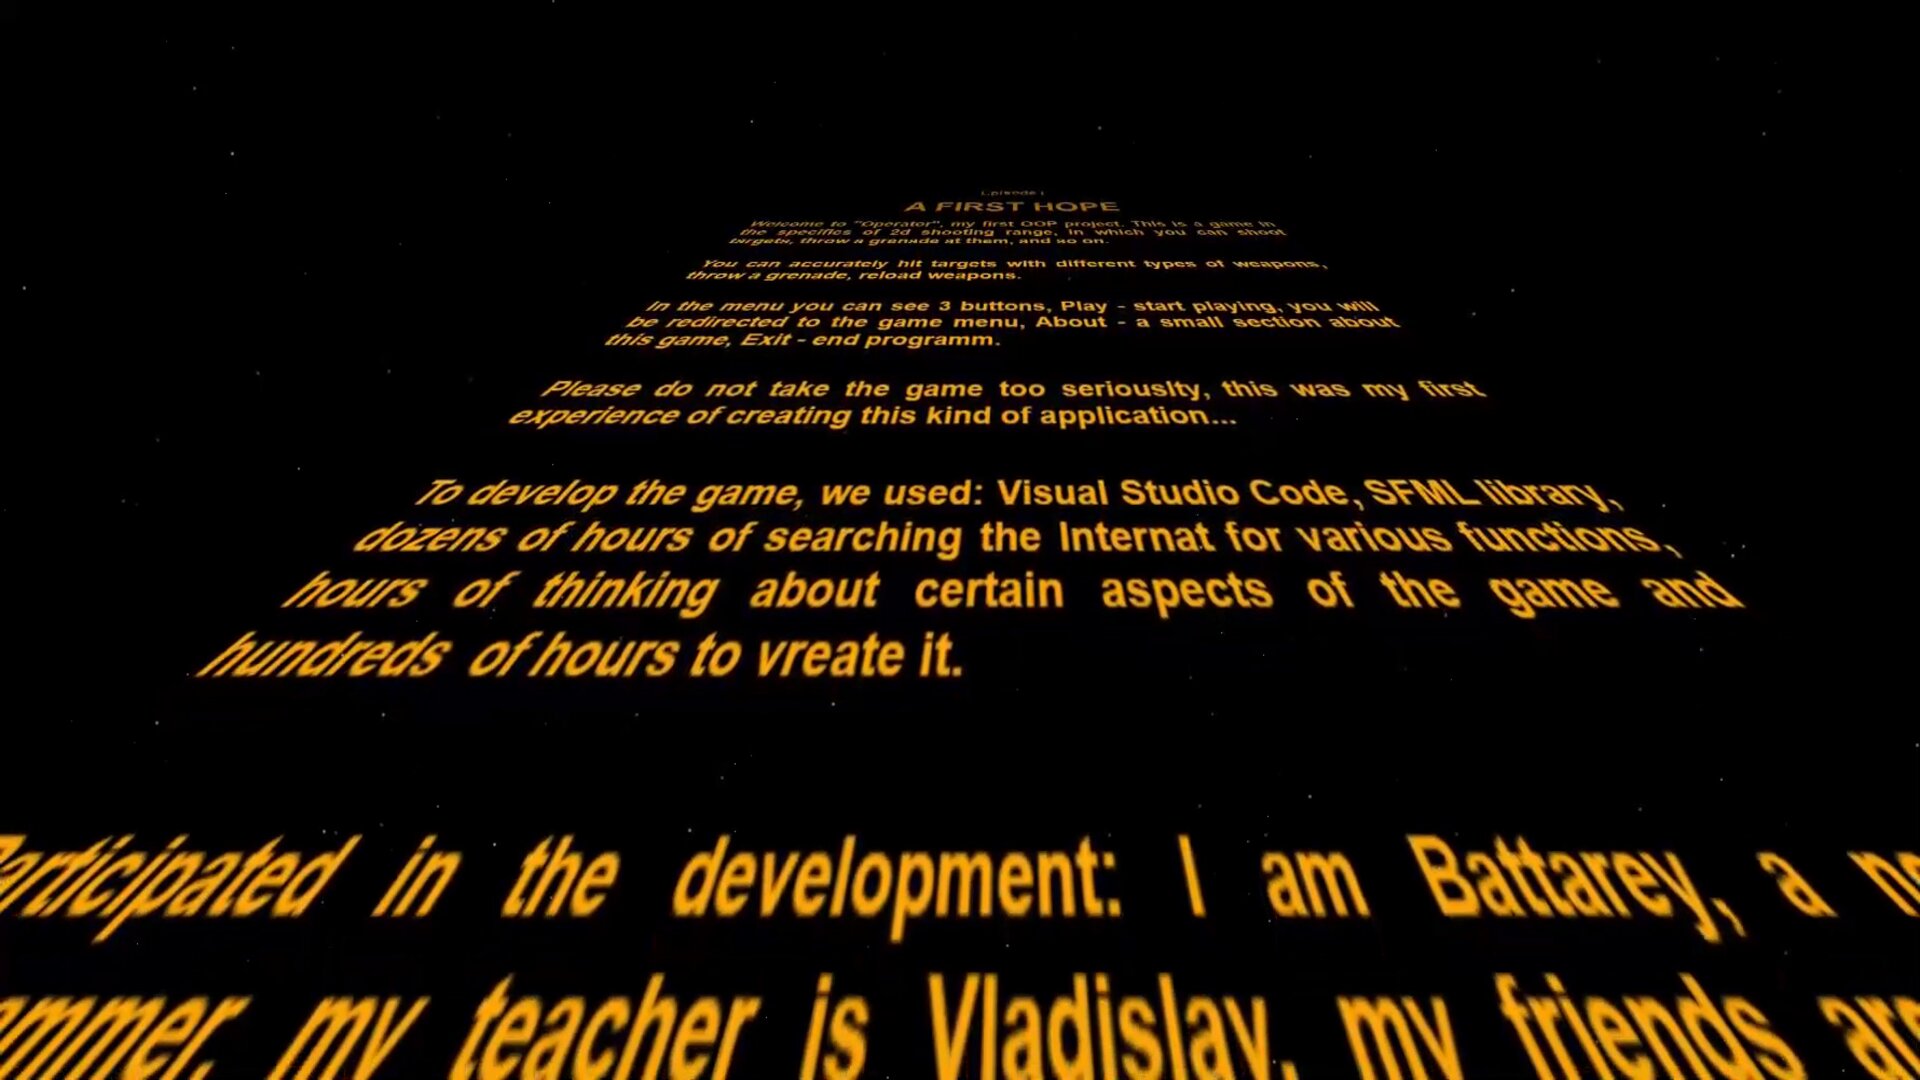 Episode I
A FIRST HOPE
Welcome to "Operator", my first OOP project. This is a game in
the specifics of 2d shooting range, in which you can shoot
targets, throw a grenade at them, and so on.
You can accurately hit targets with different types of weapons,
throw a grenade, reload weapons.
In the menu you can see 3 buttons, Play - start playing, you will
be redirected to the game menu, About - a small section about
this game, Exit - end programm.
Please do not take the game too seriouslty, this was my first
experience of creating this kind of application...
To develop the game, we used: Visual Studio Code, SFML library,
dozens of hours of searching the Internat for various functions,
hours of thinking about certain aspects of the game and
hundreds of hours to vreate it.
Participated in the development: I am Battarey, a
my teacher is Vladislav, my friends are